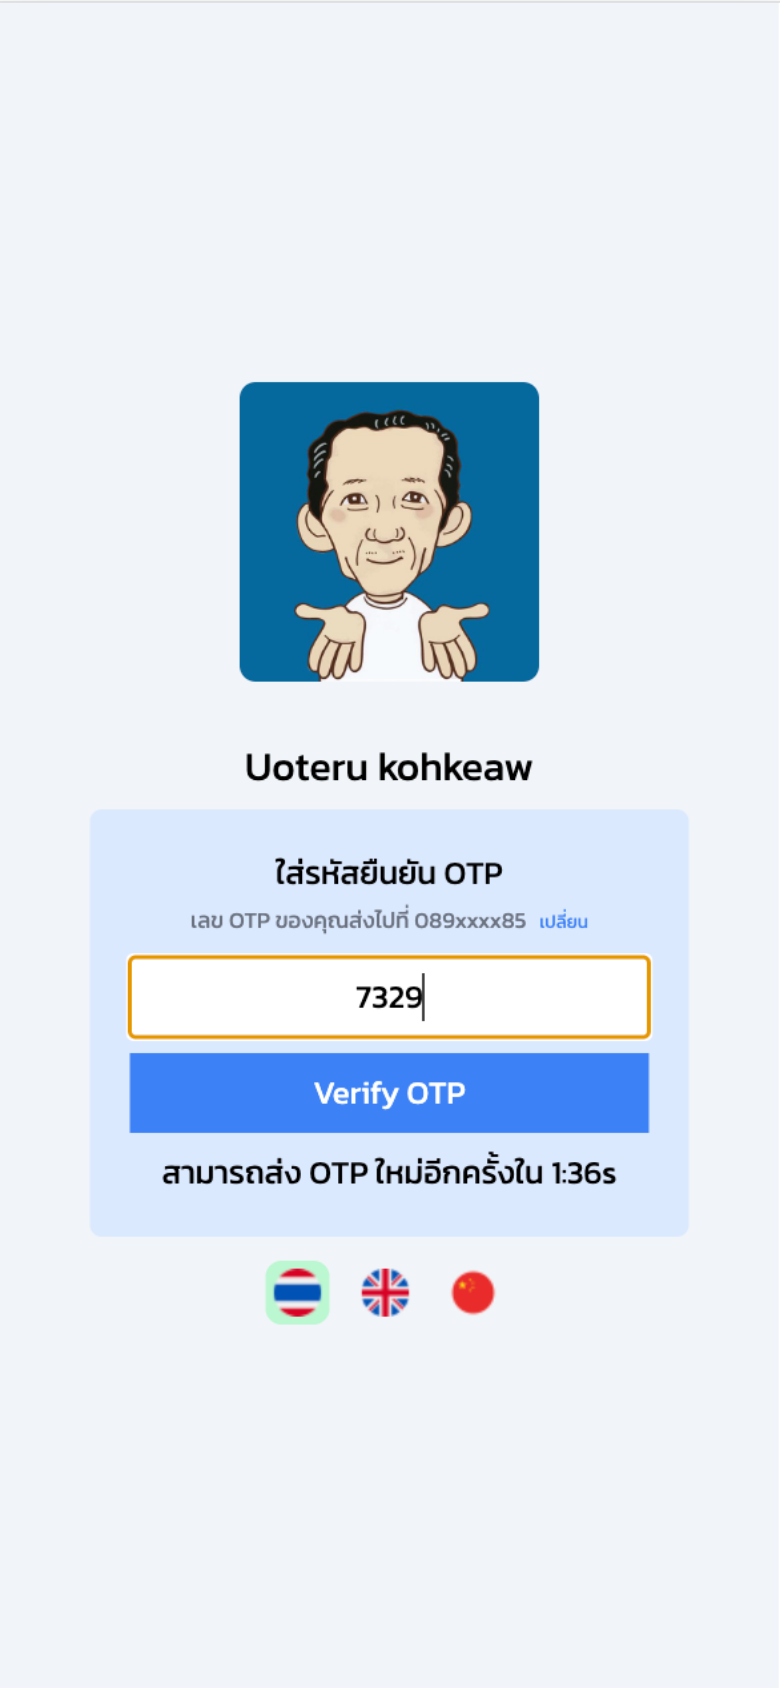 Uoteru kohkeaw
ใส่รหัสยืนยัน OTP
เลข OTP ของคุณส่งไปที่ 089xxxx85 เปลี่ยน
7329
Verify OTP
สามารถส่ง OTP ใหม่อีกครั้งใน 1:36s